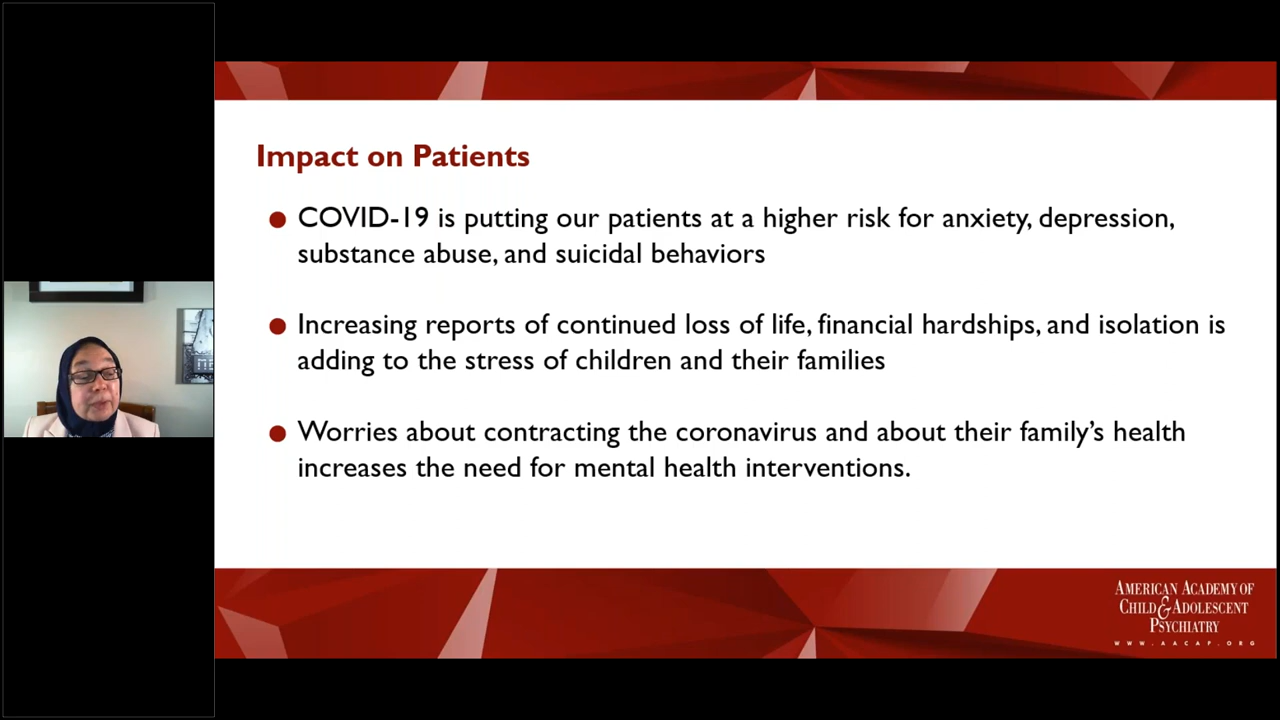 Impact on Patients
COVID-19 is putting our patients at a higher risk for anxiety, depression,
substance abuse, and suicidal behaviors
Increasing reports of continued loss of life, financial hardships, and isolation is
adding to the stress of children and their families
Worries about contracting the coronavirus and about their family’s health
increases the need for mental health interventions.
AMERICAN ACADEMY OF
CHILD & ADOLESCENT
PSYCHIATRY
WWW.AACAP.ORG